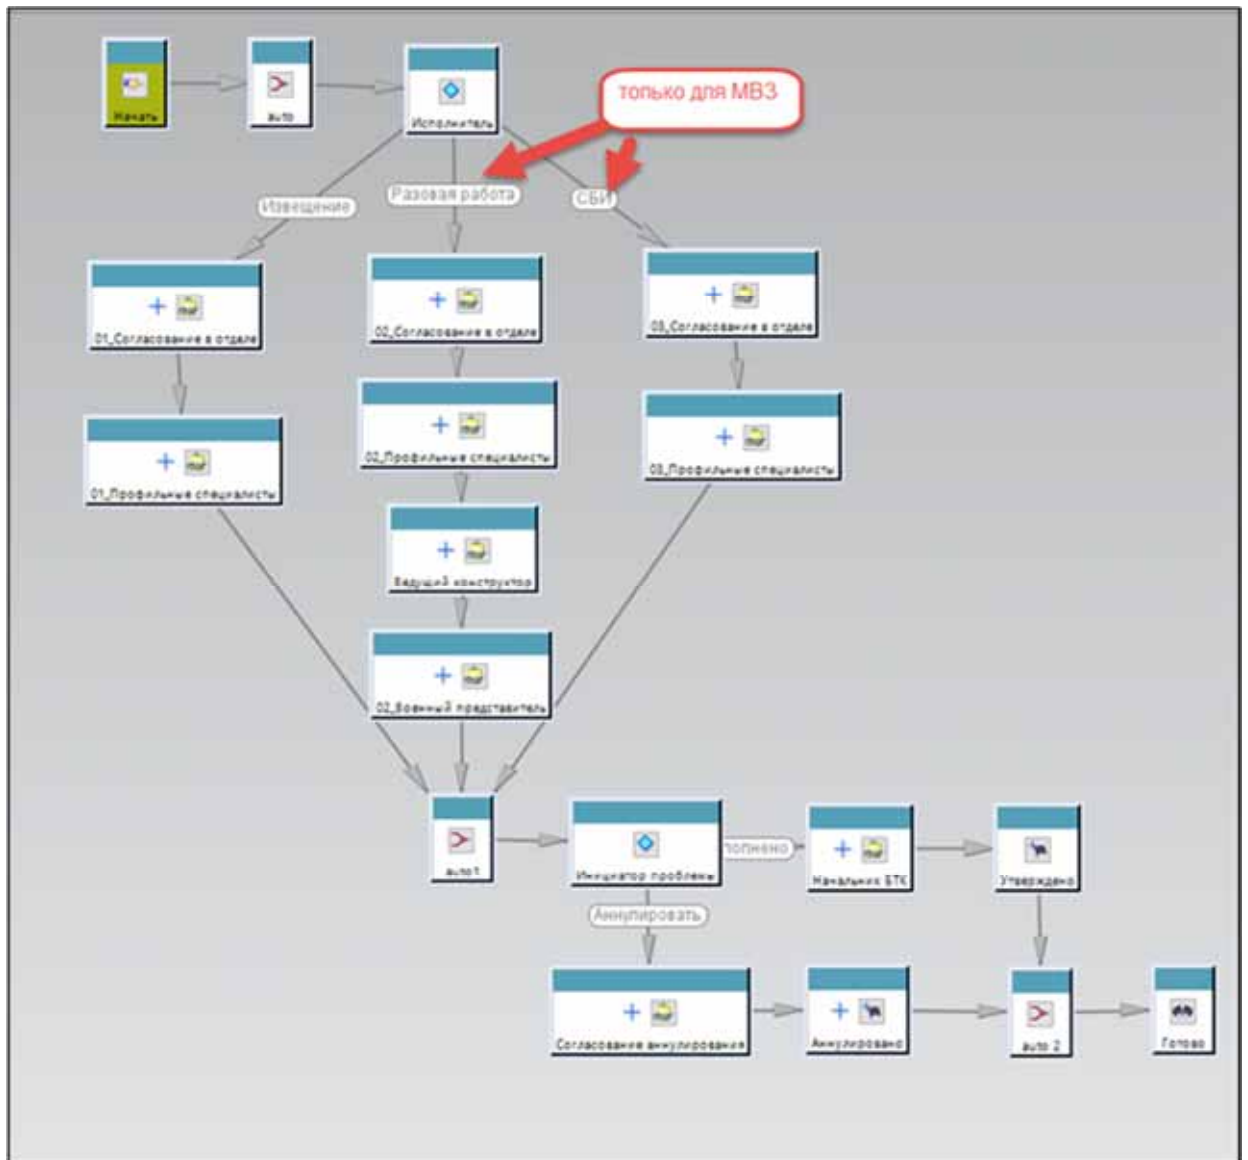 Начать
auto
Исполнитель
только для МВЗ
Извещение
Разовая работа
СБИ
01_Согласование в отделе
02_Согласование в отделе
03_Согласование в отделе
01_Профильные специалисты
02_Профильные специалисты
03_Профильные специалисты
Ведущий конструктор
02_Военный представитель
auto1
Инициатор проблемы
полнено
Начальник БТК
Утверждено
Аннулировать
Согласование аннулирования
Аннулировано
auto 2
Готово